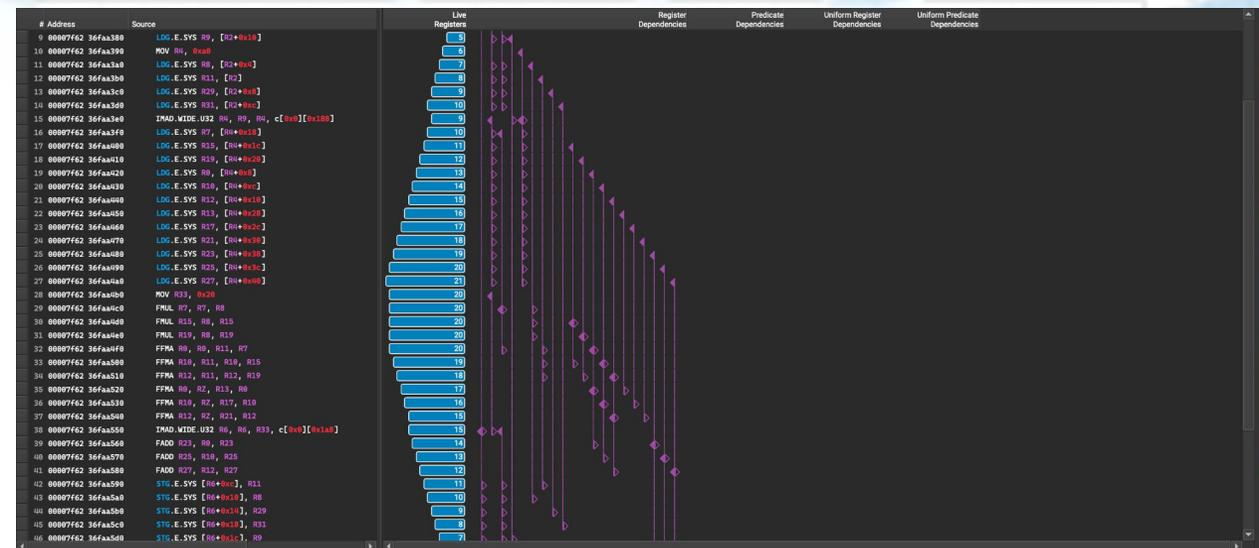 # Address Source Live Registers Register Dependencies Predicate Dependencies Uniform Register Dependencies Uniform Predicate Dependencies
9 00007f62 36faa380 LDG.E.SYS R9, [R2+0x10] 5
10 00007f62 36faa390 MOV R4, 0xa0 6
11 00007f62 36faa3a0 LDG.E.SYS R8, [R2+0x4] 7
12 00007f62 36faa3b0 LDG.E.SYS R11, [R2] 8
13 00007f62 36faa3c0 LDG.E.SYS R29, [R2+0x8] 9
14 00007f62 36faa3d0 LDG.E.SYS R31, [R2+0xc] 10
15 00007f62 36faa3e0 IMAD.WIDE.U32 R4, R9, R4, c[0x0][0x188] 9
16 00007f62 36faa3f0 LDG.E.SYS R7, [R4+0x18] 10
17 00007f62 36faa400 LDG.E.SYS R15, [R4+0x1c] 11
18 00007f62 36faa410 LDG.E.SYS R19, [R4+0x20] 12
19 00007f62 36faa420 LDG.E.SYS R0, [R4+0x8] 13
20 00007f62 36faa430 LDG.E.SYS R10, [R4+0xc] 14
21 00007f62 36faa440 LDG.E.SYS R12, [R4+0x10] 15
22 00007f62 36faa450 LDG.E.SYS R13, [R4+0x28] 16
23 00007f62 36faa460 LDG.E.SYS R17, [R4+0x2c] 17
24 00007f62 36faa470 LDG.E.SYS R21, [R4+0x30] 18
25 00007f62 36faa480 LDG.E.SYS R23, [R4+0x38] 19
26 00007f62 36faa490 LDG.E.SYS R25, [R4+0x3c] 20
27 00007f62 36faa4a0 LDG.E.SYS R27, [R4+0x40] 21
28 00007f62 36faa4b0 MOV R33, 0x20 20
29 00007f62 36faa4c0 FMUL R7, R7, R8 20
30 00007f62 36faa4d0 FMUL R15, R8, R15 20
31 00007f62 36faa4e0 FMUL R19, R8, R19 20
32 00007f62 36faa4f0 FFMA R0, R0, R11, R7 20
33 00007f62 36faa500 FFMA R10, R11, R10, R15 19
34 00007f62 36faa510 FFMA R12, R11, R12, R19 18
35 00007f62 36faa520 FFMA R0, RZ, R13, R0 17
36 00007f62 36faa530 FFMA R10, RZ, R17, R10 16
37 00007f62 36faa540 FFMA R12, RZ, R21, R12 15
38 00007f62 36faa550 IMAD.WIDE.U32 R6, R6, R33, c[0x0][0x1a8] 15
39 00007f62 36faa560 FADD R23, R0, R23 14
40 00007f62 36faa570 FADD R25, R10, R25 13
41 00007f62 36faa580 FADD R27, R12, R27 12
42 00007f62 36faa590 STG.E.SYS [R6+0xc], R11 11
43 00007f62 36faa5a0 STG.E.SYS [R6+0x10], R8 10
44 00007f62 36faa5b0 STG.E.SYS [R6+0x14], R29 9
45 00007f62 36faa5c0 STG.E.SYS [R6+0x18], R31 8
46 00007f62 36faa5d0 STG.E.SYS [R6+0x1c], R9 7